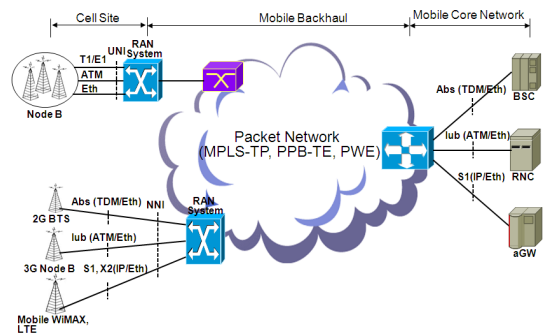 Cell Site
Mobile Backhaul
Mobile Core Network
RAN
System
UNI
T1/E1
ATM
Eth
Node B
Abs (TDM/Eth)
BSC
Packet Network
(MPLS-TP, PPB-TE, PWE)
Iub (ATM/Eth)
RNC
S1(IP/Eth)
aGW
RAN
System
NNI
Abs (TDM/Eth)
2G BTS
Iub (ATM/Eth)
3G Node B
S1, X2(IP/Eth)
Mobile WiMAX,
LTE